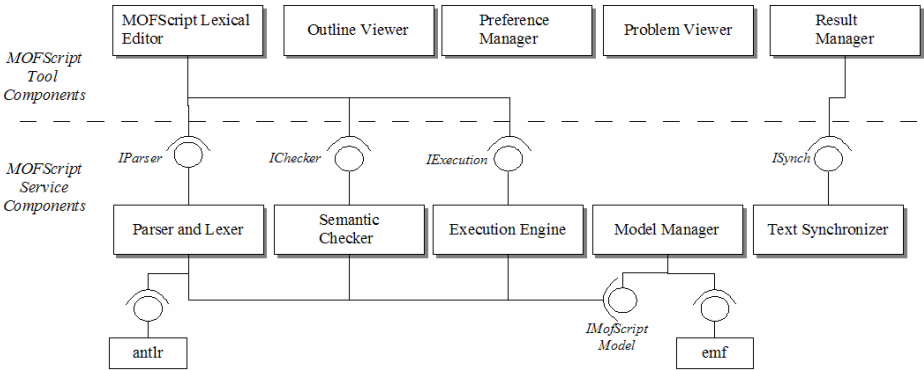 MOFScript Lexical
Editor
Outline Viewer
Preference
Manager
Problem Viewer
Result
Manager
MOFScript
Tool
Components
IParser
IChecker
IExecution
ISynch
MOFScript
Service
Components
Parser and Lexer
Semantic
Checker
Execution Engine
Model Manager
Text Synchronizer
IMofScript
Model
antlr
emf